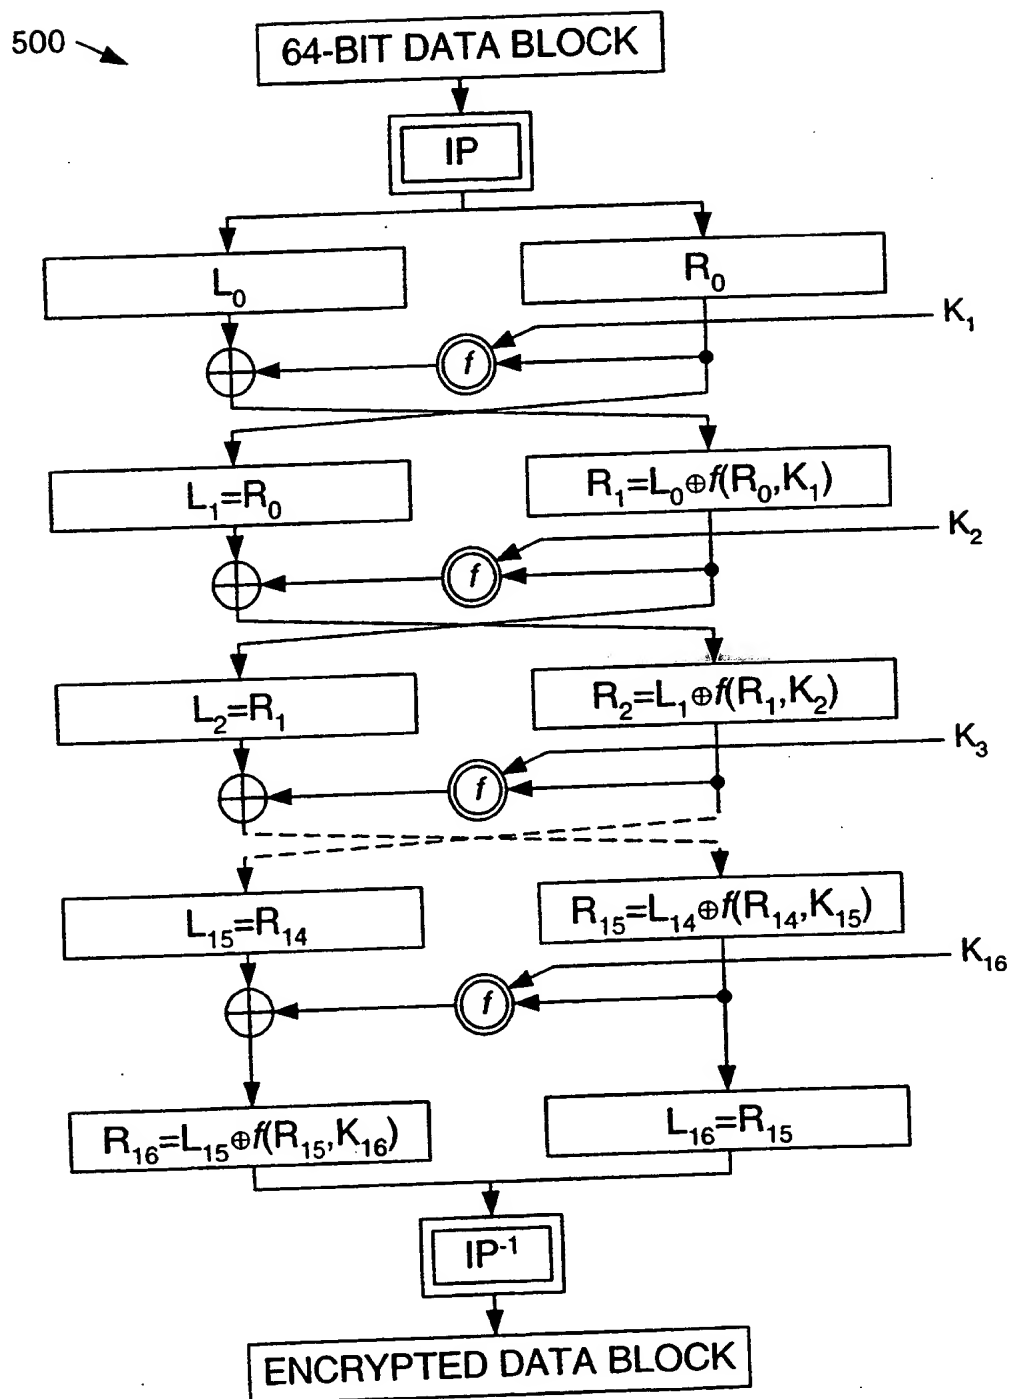 500
64-BIT DATA BLOCK
IP
L₀
R₀
K₁
f
L₁=R₀
R₁=L₀⊕f(R₀,K₁)
K₂
f
L₂=R₁
R₂=L₁⊕f(R₁,K₂)
K₃
f
L₁₅=R₁₄
R₁₅=L₁₄⊕f(R₁₄,K₁₅)
K₁₆
f
R₁₆=L₁₅⊕f(R₁₅,K₁₆)
L₁₆=R₁₅
IP⁻¹
ENCRYPTED DATA BLOCK